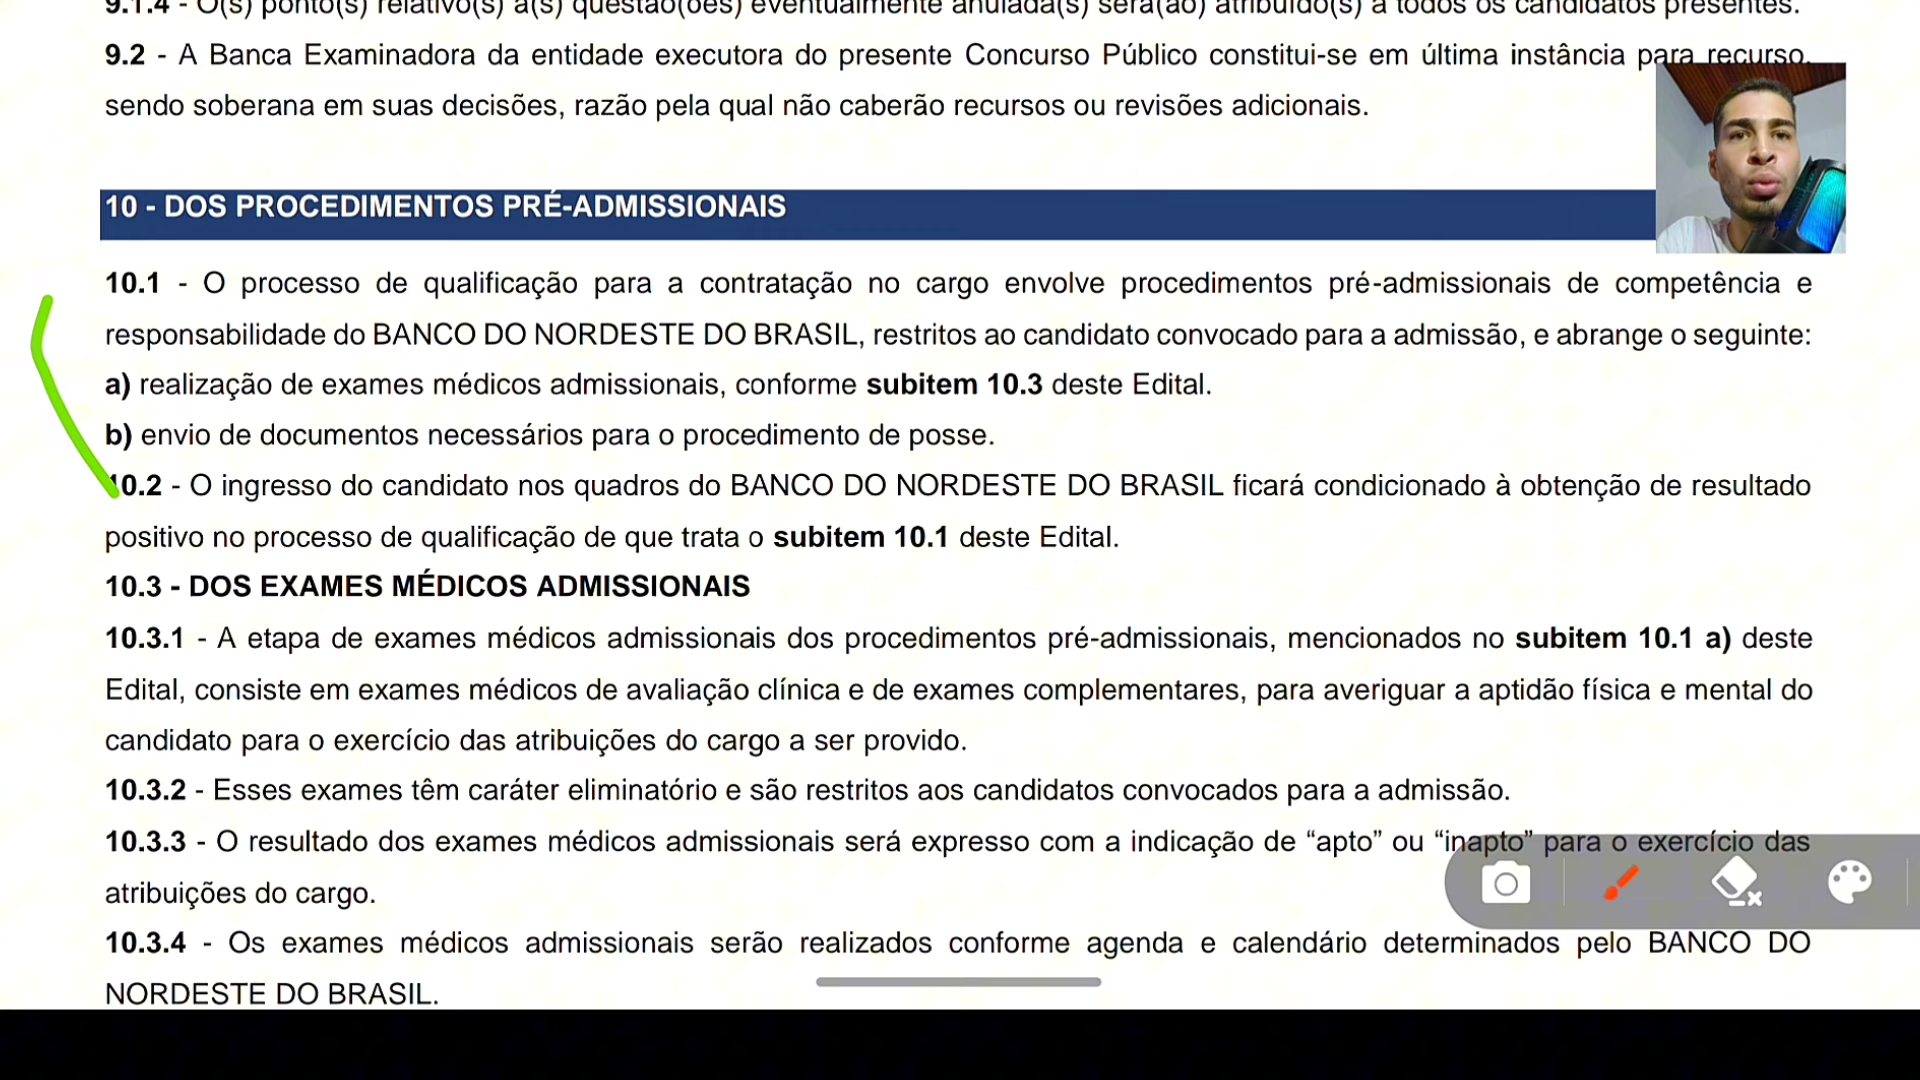 9.1.4 - O(s) ponto(s) relativo(s) à(s) questão(ões) eventualmente anulada(s) será(ão) atribuído(s) a todos os candidatos presentes.
9.2 - A Banca Examinadora da entidade executora do presente Concurso Público constitui-se em última instância para recurso,
sendo soberana em suas decisões, razão pela qual não caberão recursos ou revisões adicionais.
10 - DOS PROCEDIMENTOS PRÉ-ADMISSIONAIS
10.1 - O processo de qualificação para a contratação no cargo envolve procedimentos pré-admissionais de competência e
responsabilidade do BANCO DO NORDESTE DO BRASIL, restritos ao candidato convocado para a admissão, e abrange o seguinte:
a) realização de exames médicos admissionais, conforme subitem 10.3 deste Edital.
b) envio de documentos necessários para o procedimento de posse.
10.2 - O ingresso do candidato nos quadros do BANCO DO NORDESTE DO BRASIL ficará condicionado à obtenção de resultado
positivo no processo de qualificação de que trata o subitem 10.1 deste Edital.
10.3 - DOS EXAMES MÉDICOS ADMISSIONAIS
10.3.1 - A etapa de exames médicos admissionais dos procedimentos pré-admissionais, mencionados no subitem 10.1 a) deste
Edital, consiste em exames médicos de avaliação clínica e de exames complementares, para averiguar a aptidão física e mental do
candidato para o exercício das atribuições do cargo a ser provido.
10.3.2 - Esses exames têm caráter eliminatório e são restritos aos candidatos convocados para a admissão.
10.3.3 - O resultado dos exames médicos admissionais será expresso com a indicação de “apto” ou “inapto” para o exercício das
atribuições do cargo.
10.3.4 - Os exames médicos admissionais serão realizados conforme agenda e calendário determinados pelo BANCO DO
NORDESTE DO BRASIL.